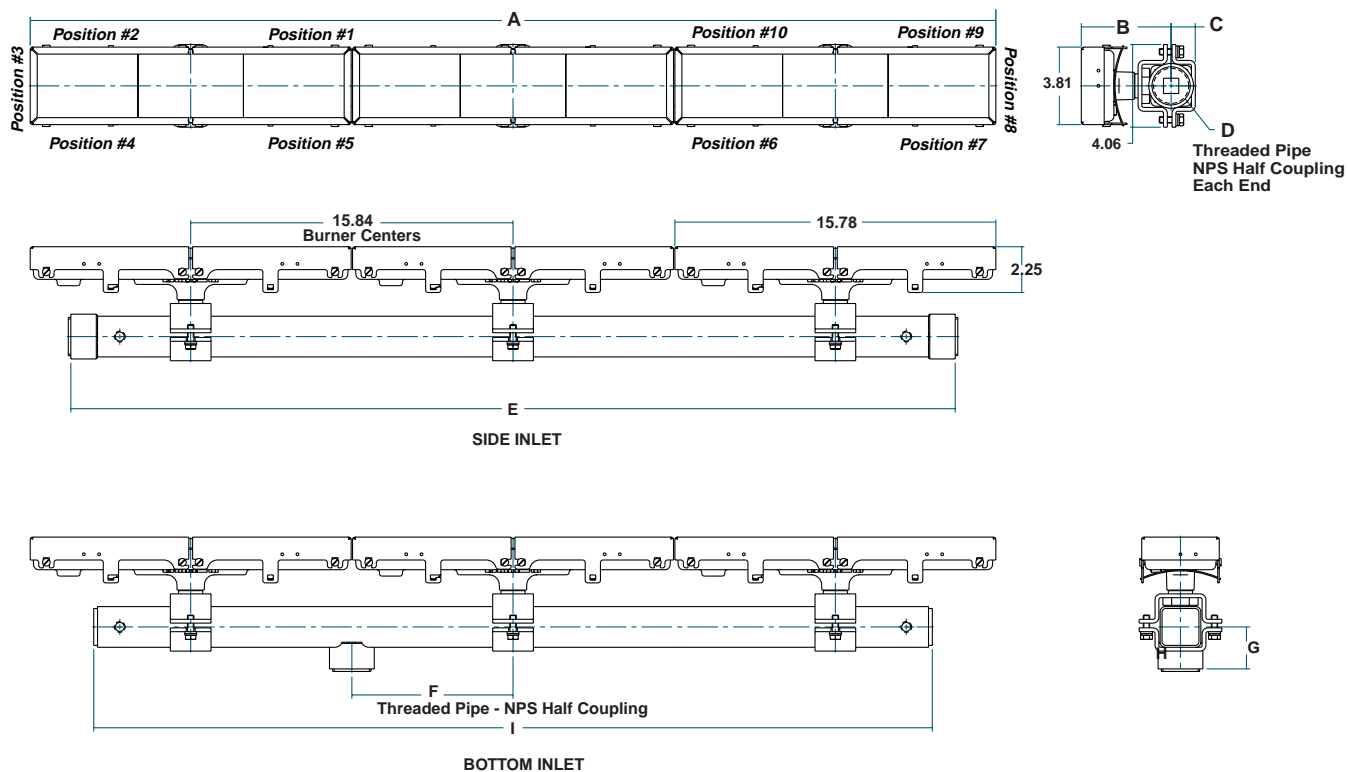 A
Position #2
Position #1
Position #10
Position #9
Position #3
Position #8
Position #4
Position #5
Position #6
Position #7
B
C
3.81
4.06
D
Threaded Pipe
NPS Half Coupling
Each End
15.84
Burner Centers
15.78
2.25
E
SIDE INLET
F
Threaded Pipe - NPS Half Coupling
I
H
G
BOTTOM INLET